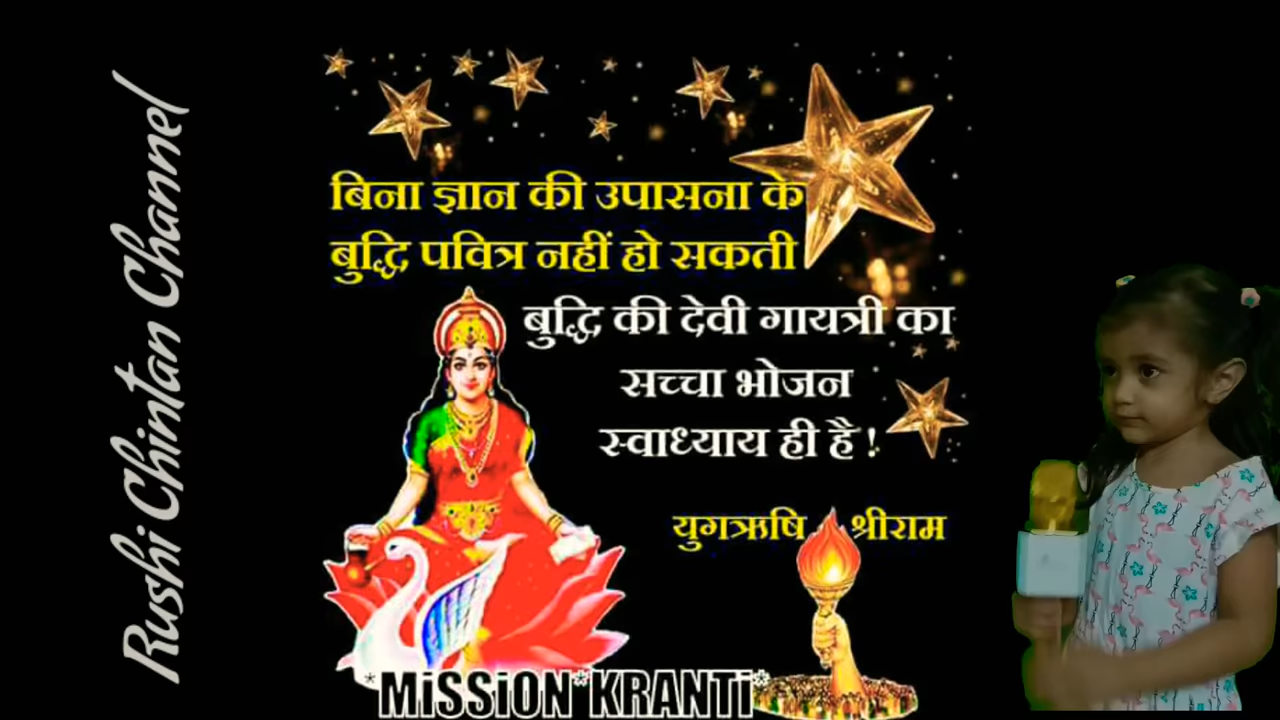 Rushi Chintan Channel
बिना ज्ञान की उपासना के
बुद्धि पवित्र नहीं हो सकती
बुद्धि की देवी गायत्री का
सच्चा भोजन
स्वाध्याय ही है !
युगऋषि श्रीराम
*MiSSiON*KRANTi*